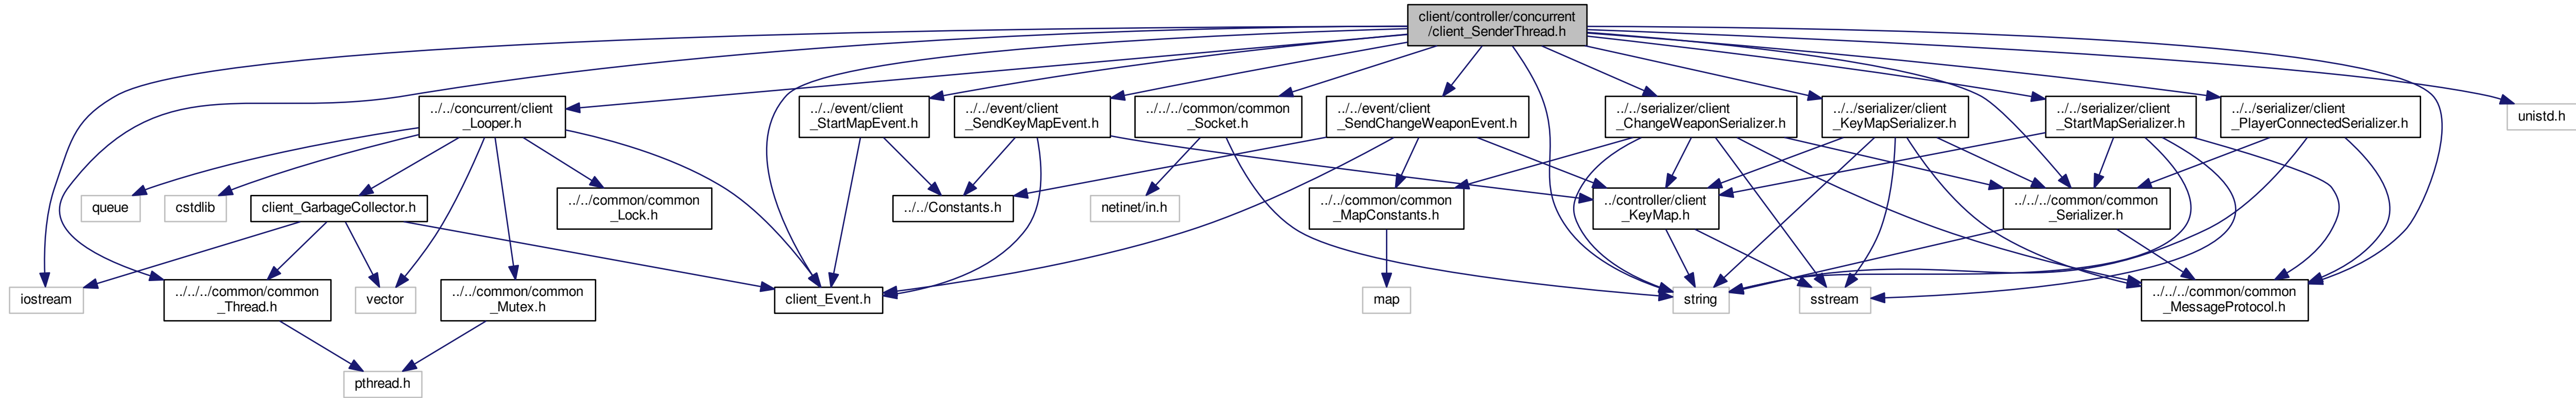 client/controller/concurrent
/client_SenderThread.h
../../concurrent/client
_Looper.h
../../event/client
_StartMapEvent.h
../../event/client
_SendKeyMapEvent.h
../../../common/common
_Socket.h
../../event/client
_SendChangeWeaponEvent.h
../../serializer/client
_ChangeWeaponSerializer.h
../../serializer/client
_KeyMapSerializer.h
../../serializer/client
_StartMapSerializer.h
../../serializer/client
_PlayerConnectedSerializer.h
unistd.h
queue
cstdlib
client_GarbageCollector.h
../../common/common
_Lock.h
../../Constants.h
netinet/in.h
../../common/common
_MapConstants.h
../controller/client
_KeyMap.h
../../../common/common
_Serializer.h
iostream
../../../common/common
_Thread.h
vector
../../common/common
_Mutex.h
client_Event.h
map
string
sstream
../../../common/common
_MessageProtocol.h
pthread.h